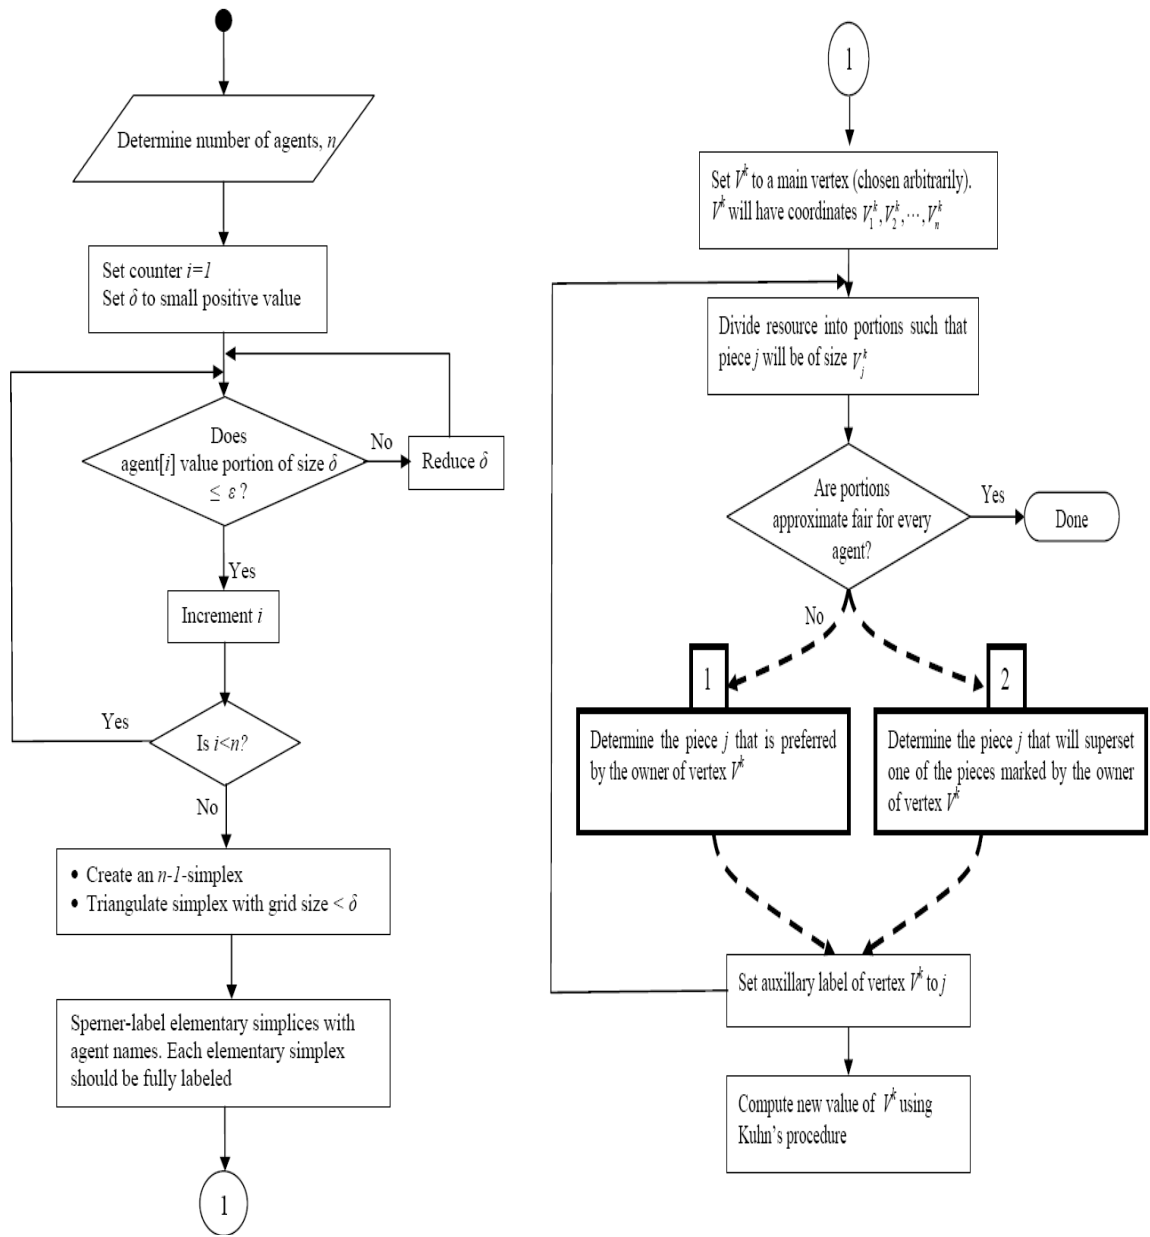 Determine number of agents, n
Set counter i=1
Set δ to small positive value
Does
agent[i] value portion of size δ
≤ ε ?
No
Reduce δ
Yes
Increment i
Is i<n?
Yes
No
• Create an n-1-simplex
• Triangulate simplex with grid size < δ
Sperner-label elementary simplices with
agent names. Each elementary simplex
should be fully labeled
1
1
Set V^k to a main vertex (chosen arbitrarily).
V^k will have coordinates V_1^k, V_2^k, ⋯, V_n^k
Divide resource into portions such that
piece j will be of size V_j^k
Are portions
approximate fair for every
agent?
Yes
Done
No
1
Determine the piece j that is preferred
by the owner of vertex V^k
2
Determine the piece j that will superset
one of the pieces marked by the owner
of vertex V^k
Set auxillary label of vertex V^k to j
Compute new value of V^k using
Kuhn's procedure